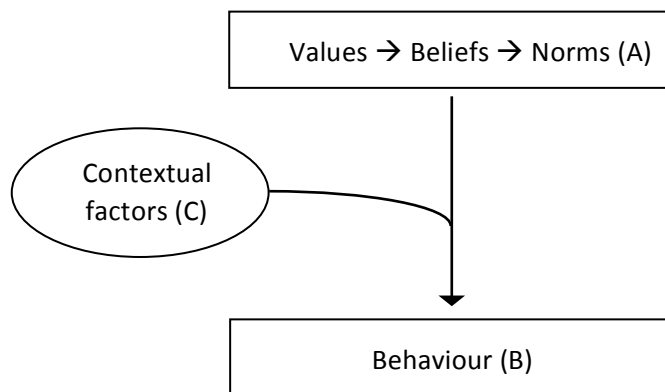 Values → Beliefs → Norms (A)
Contextual
factors (C)
Behaviour (B)